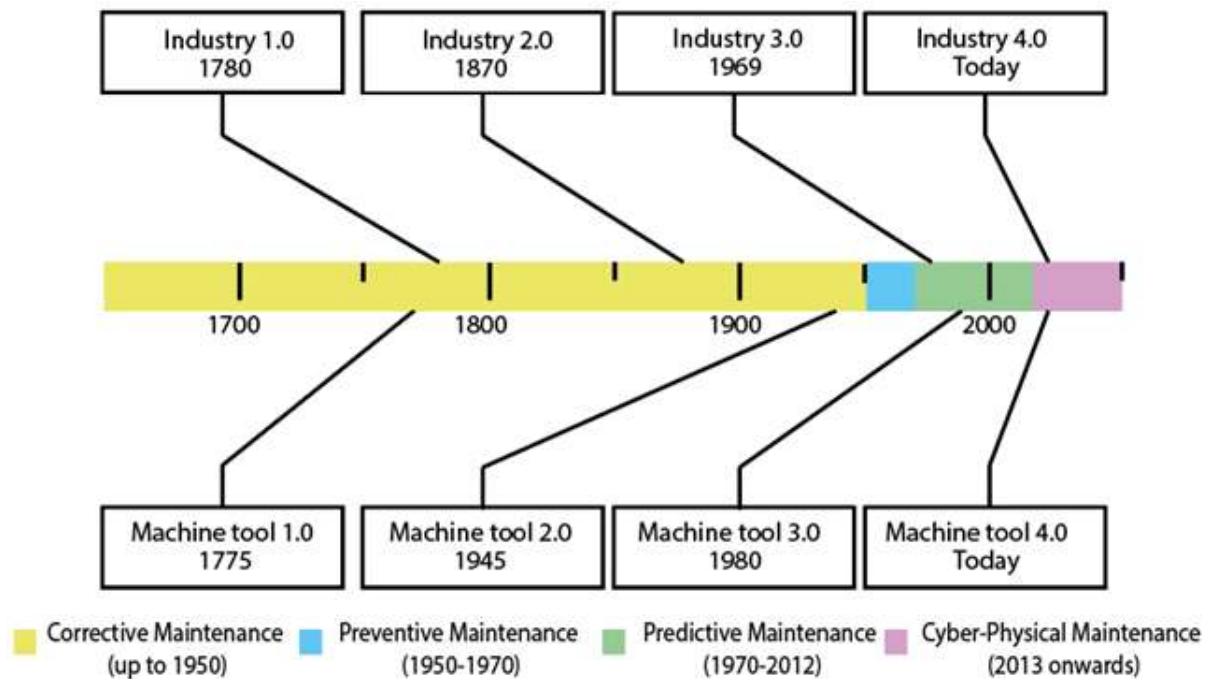 Industry 1.0
1780
Industry 2.0
1870
Industry 3.0
1969
Industry 4.0
Today
1700
1800
1900
2000
Machine tool 1.0
1775
Machine tool 2.0
1945
Machine tool 3.0
1980
Machine tool 4.0
Today
Corrective Maintenance
(up to 1950)
Preventive Maintenance
(1950-1970)
Predictive Maintenance
(1970-2012)
Cyber-Physical Maintenance
(2013 onwards)